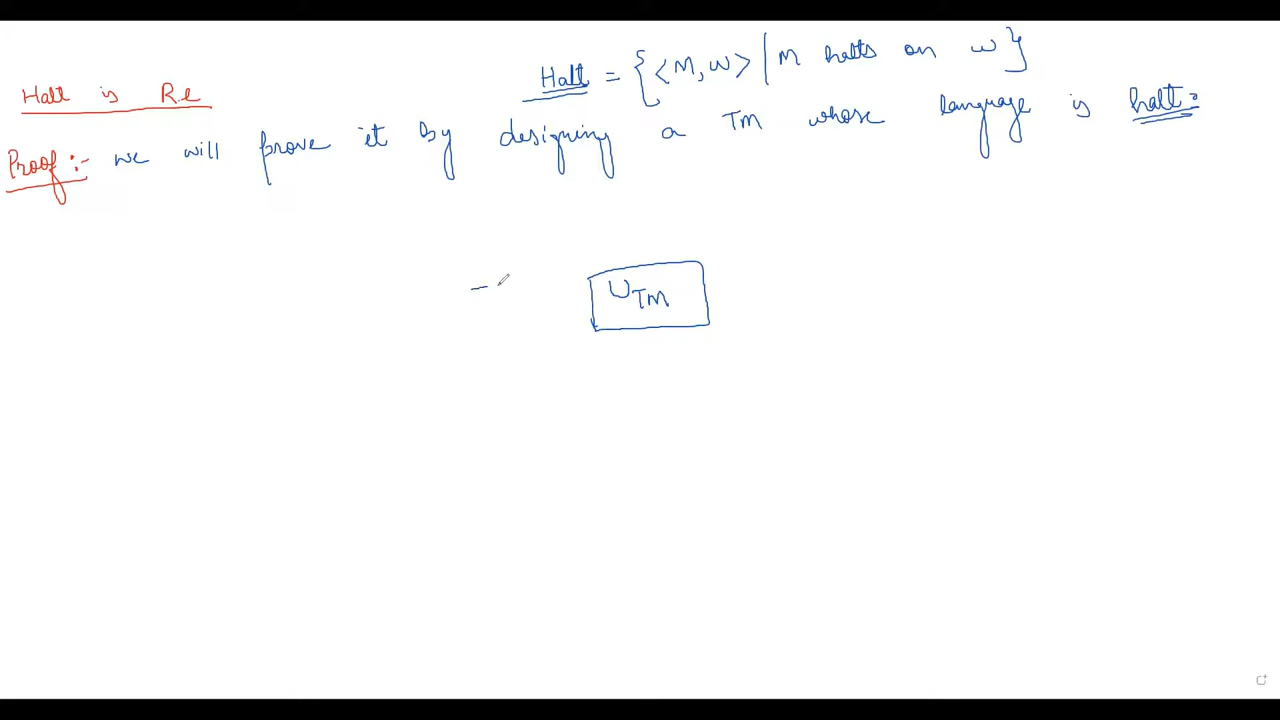 Halt = {<M, w> | M halts on w}
Halt is R.e
Proof :- we will prove it by designing a TM whose language is halt.
UTM